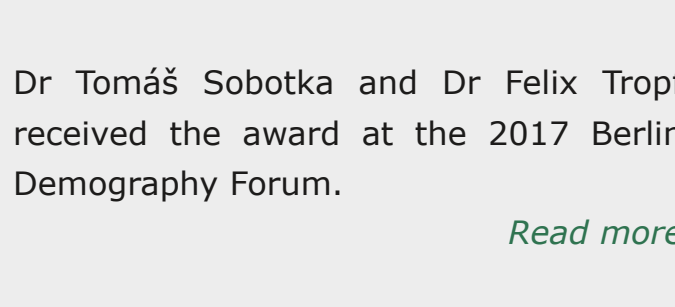 Dr Tomáš Sobotka and Dr Felix Tropf
received the award at the 2017 Berlin
Demography Forum.
Read more